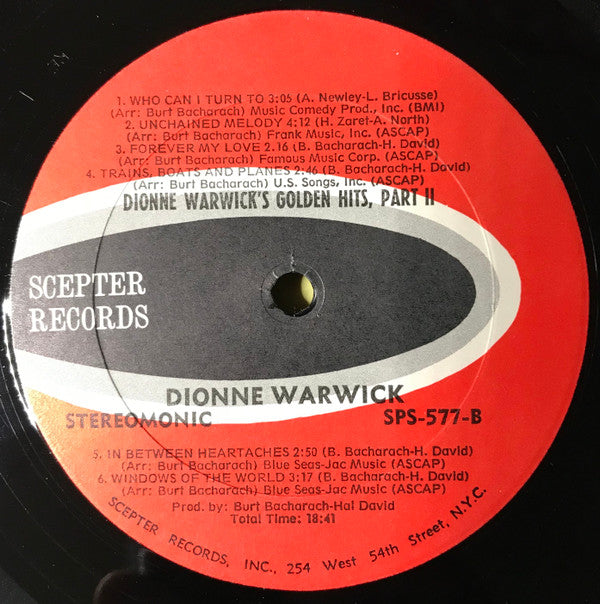 1. WHO CAN I TURN TO 3:05 (A. Newley-L. Bricusse)
(Arr: Burt Bacharach) Music Comedy Prod., Inc. (BMI)
2. UNCHAINED MELODY 4:12 (H. Zaret-A. North)
(Arr: Burt Bacharach) Frank Music, Inc. (ASCAP)
3. FOREVER MY LOVE 2.16 (B. Bacharach-H. David)
(Arr: Burt Bacharach) Famous Music Corp. (ASCAP)
4. TRAINS, BOATS AND PLANES 2:46 (B. Bacharach-H. David)
(Arr: Burt Bacharach) U.S. Songs, Inc. (ASCAP)
DIONNE WARWICK'S GOLDEN HITS, PART II
SCEPTER
RECORDS
DIONNE WARWICK
STEREOMONIC SPS-577-B
5. IN BETWEEN HEARTACHES 2:50 (B. Bacharach-H. David)
(Arr: Burt Bacharach) Blue Seas-Jac Music (ASCAP)
6. WINDOWS OF THE WORLD 3:17 (B. Bacharach-H. David)
(Arr: Burt Bacharach) Blue Seas-Jac Music (ASCAP)
Prod. by: Burt Bacharach-Hal David
Total Time: 18:41
SCEPTER RECORDS, INC., 254 West 54th Street, N.Y.C.